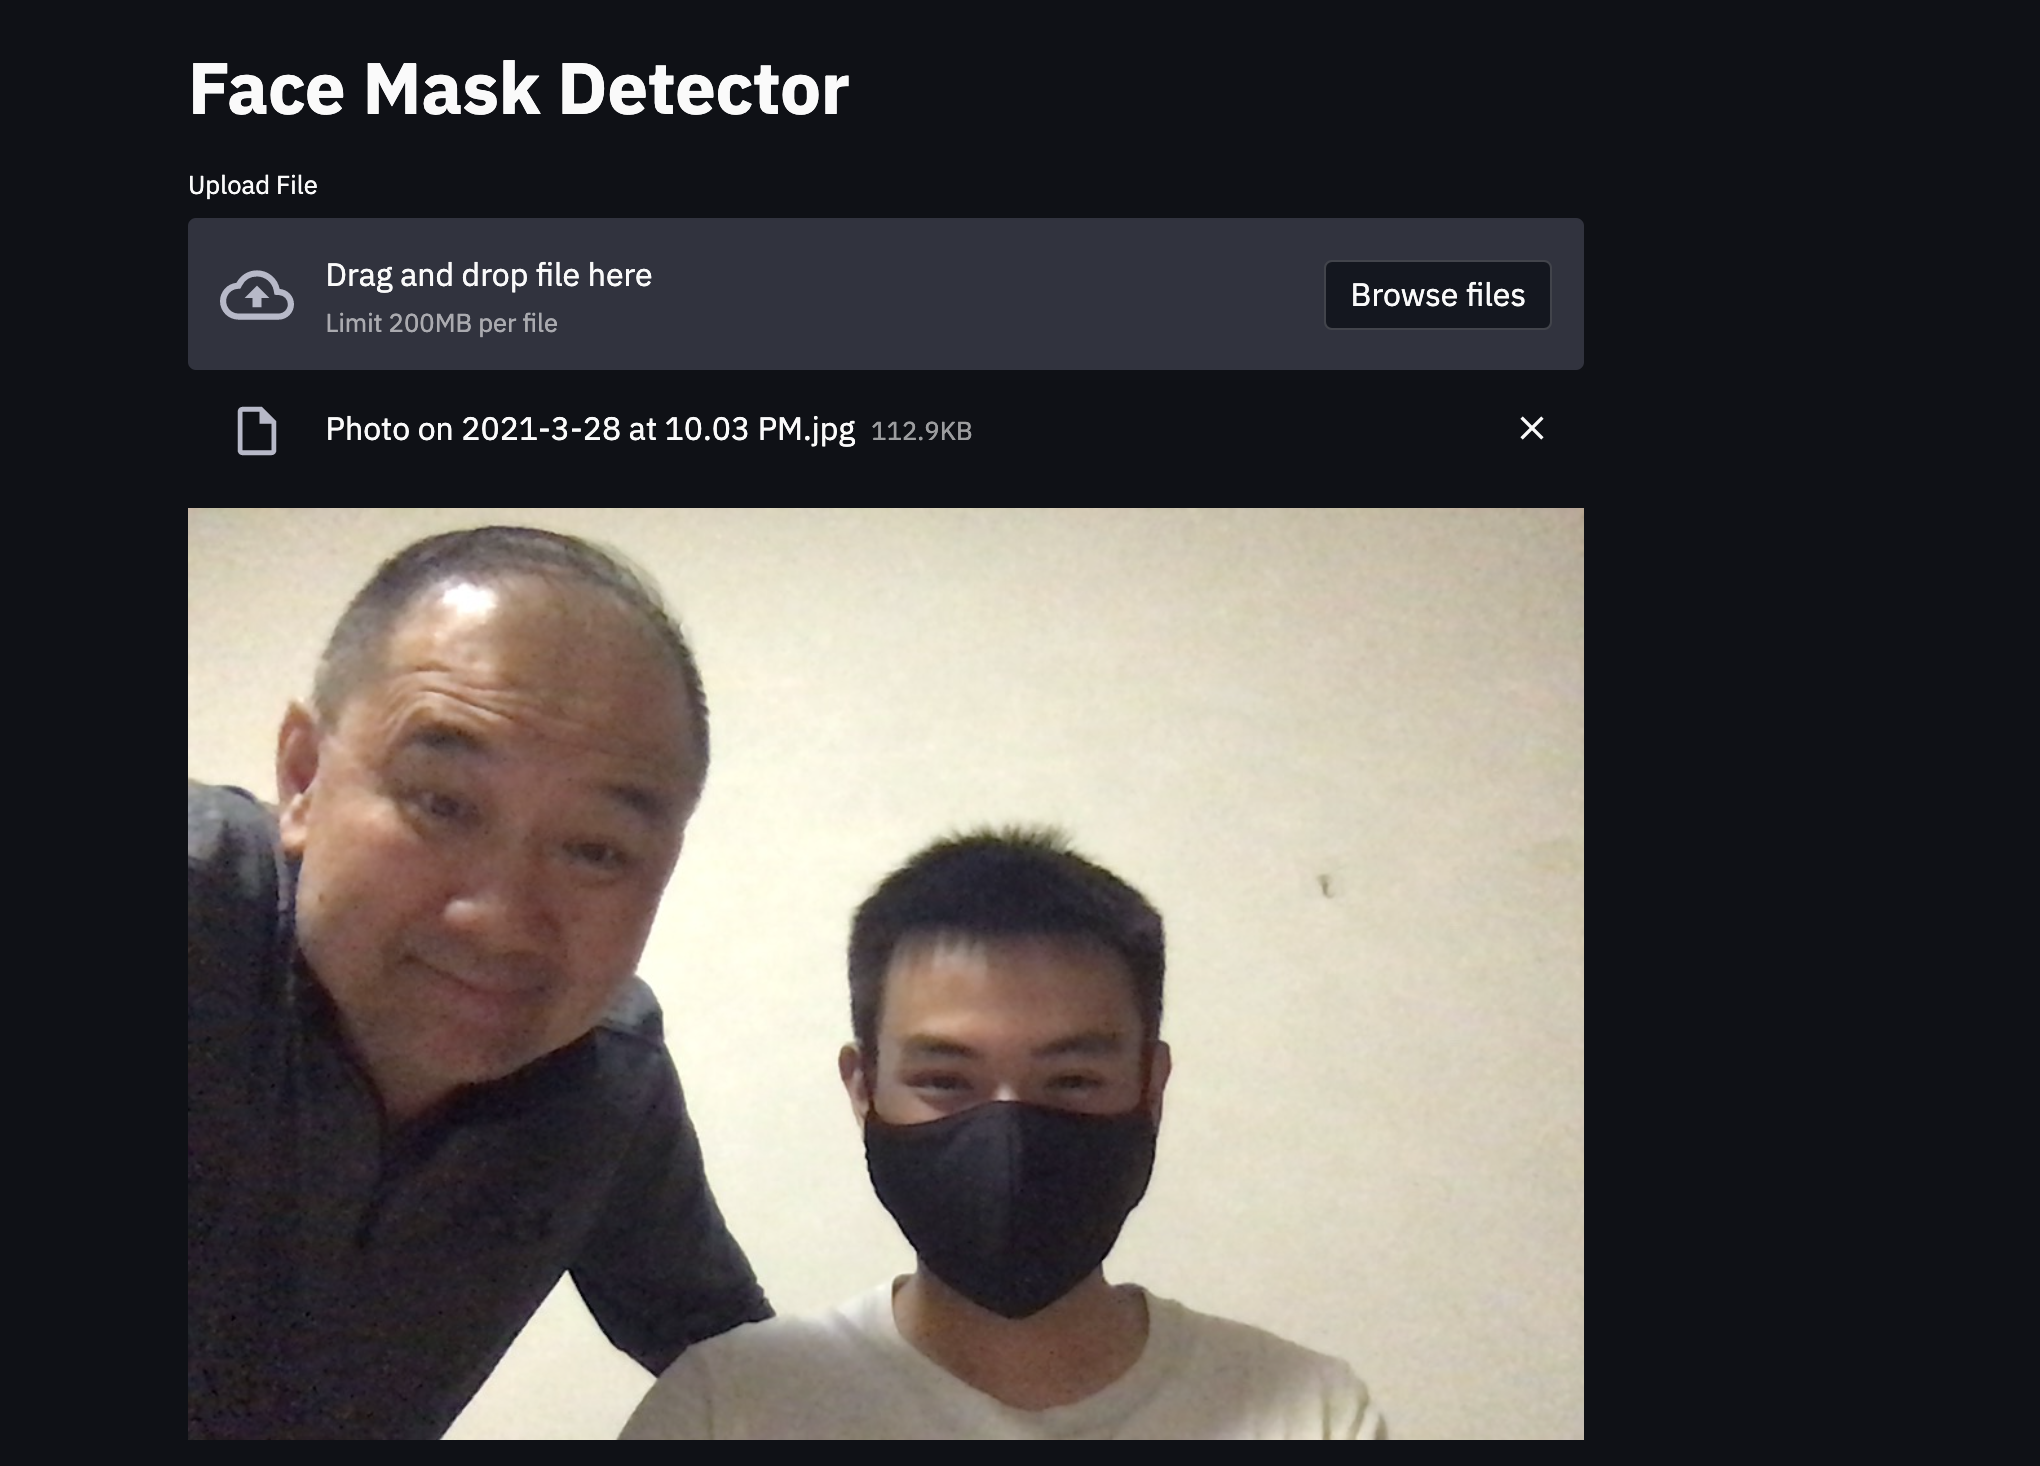 Face Mask Detector
Upload File
Drag and drop file here
Limit 200MB per file
Browse files
Photo on 2021-3-28 at 10.03 PM.jpg 112.9KB